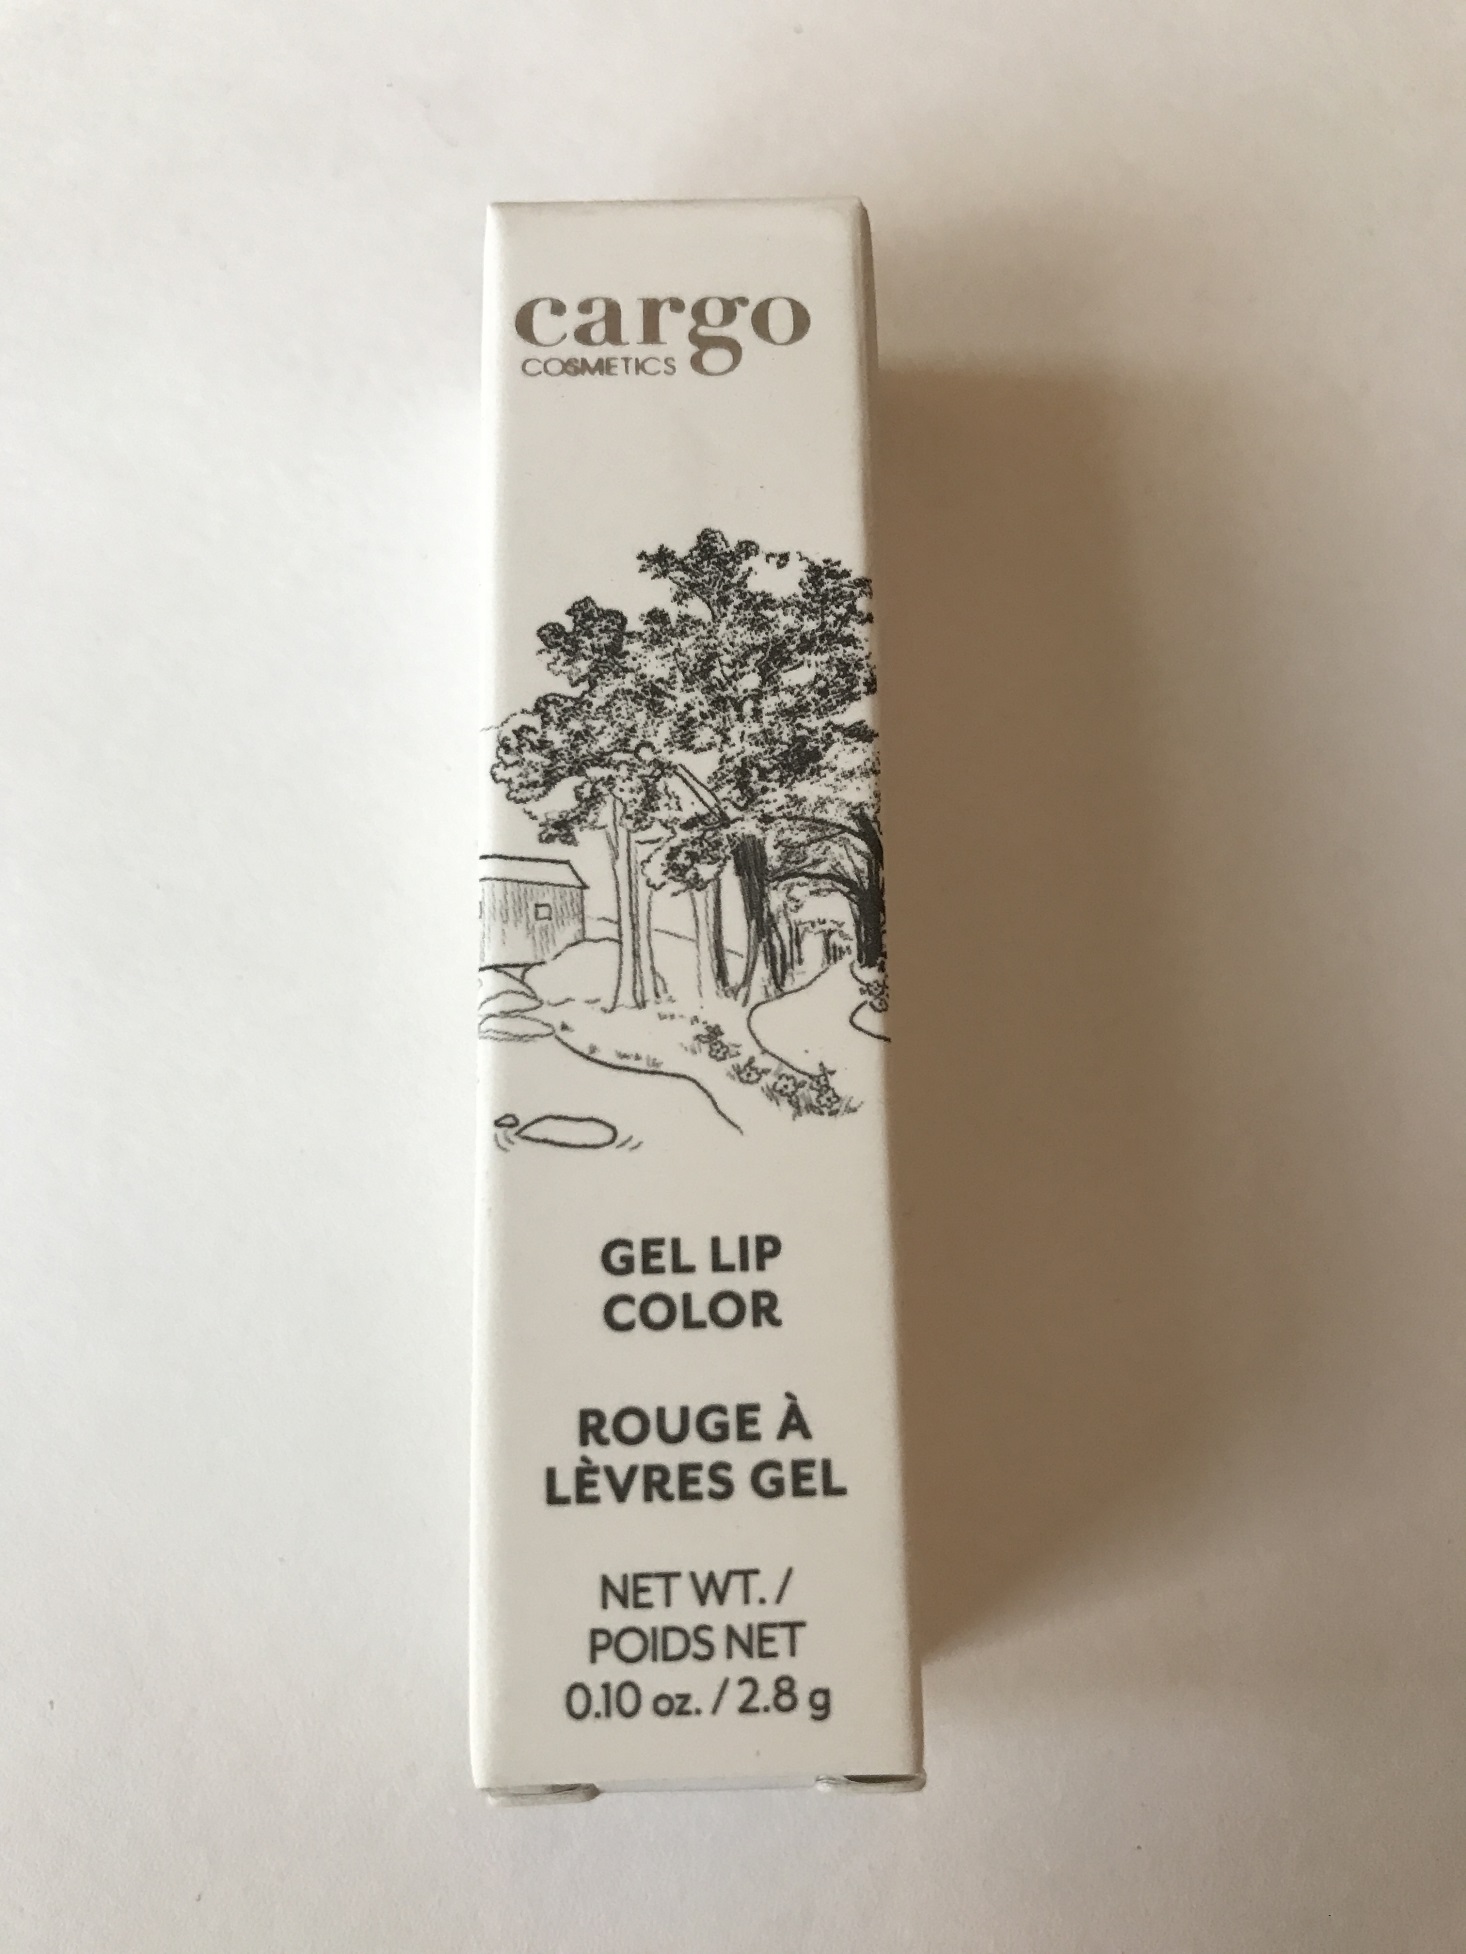 cargo
COSMETICS
GEL LIP
COLOR
ROUGE À
LÈVRES GEL
NET WT. /
POIDS NET
0.10 oz. / 2.8 g